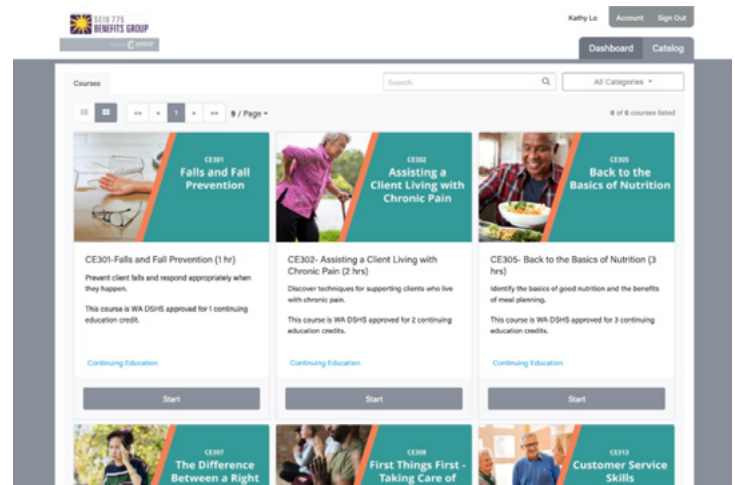 SEIU 775
BENEFITS GROUP
Kathy Lo
Account
Sign Out
Dashboard
Catalog
Courses
Search
All Categories
«« « 1 » »»
9 / Page
6 of 6 courses listed
CE301
Falls and Fall
Prevention
CE301-Falls and Fall Prevention (1 hr)
Prevent client falls and respond appropriately when
they happen.
This course is WA DSHS approved for 1 continuing
education credit.
Continuing Education
Start
CE302
Assisting a
Client Living with
Chronic Pain
CE302- Assisting a Client Living with
Chronic Pain (2 hrs)
Discover techniques for supporting clients who live
with chronic pain.
This course is WA DSHS approved for 2 continuing
education credits.
Continuing Education
Start
CE305
Back to the
Basics of Nutrition
CE305- Back to the Basics of Nutrition (3
hrs)
Identify the basics of good nutrition and the benefits
of meal planning.
This course is WA DSHS approved for 3 continuing
education credits.
Continuing Education
Start
CE307
The Difference
Between a Right
CE308
First Things First -
Taking Care of
CE313
Customer Service
Skills